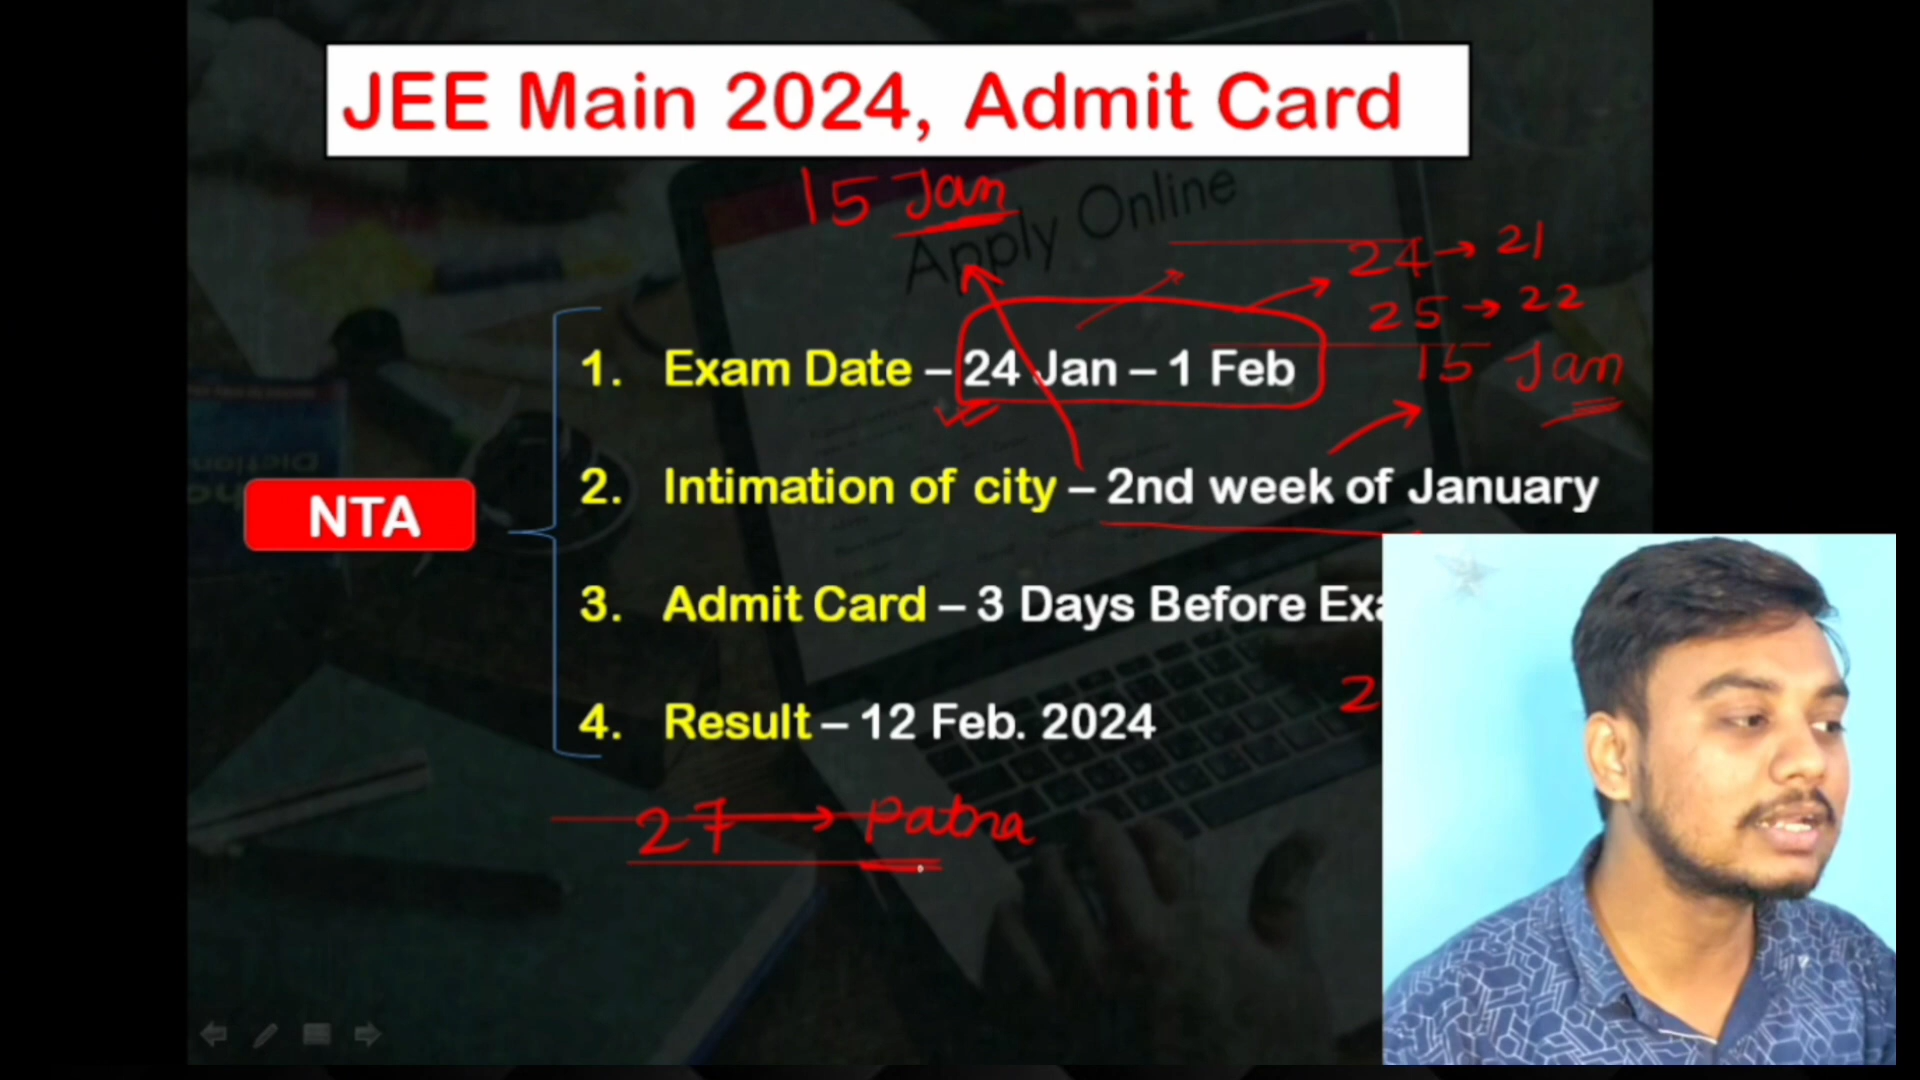 JEE Main 2024, Admit Card
15 Jan
Apply Online
24 → 21
25 → 22
15 Jan
1. Exam Date – 24 Jan – 1 Feb
2. Intimation of city – 2nd week of January
NTA
3. Admit Card – 3 Days Before Exa
2
4. Result – 12 Feb. 2024
27 → Patna